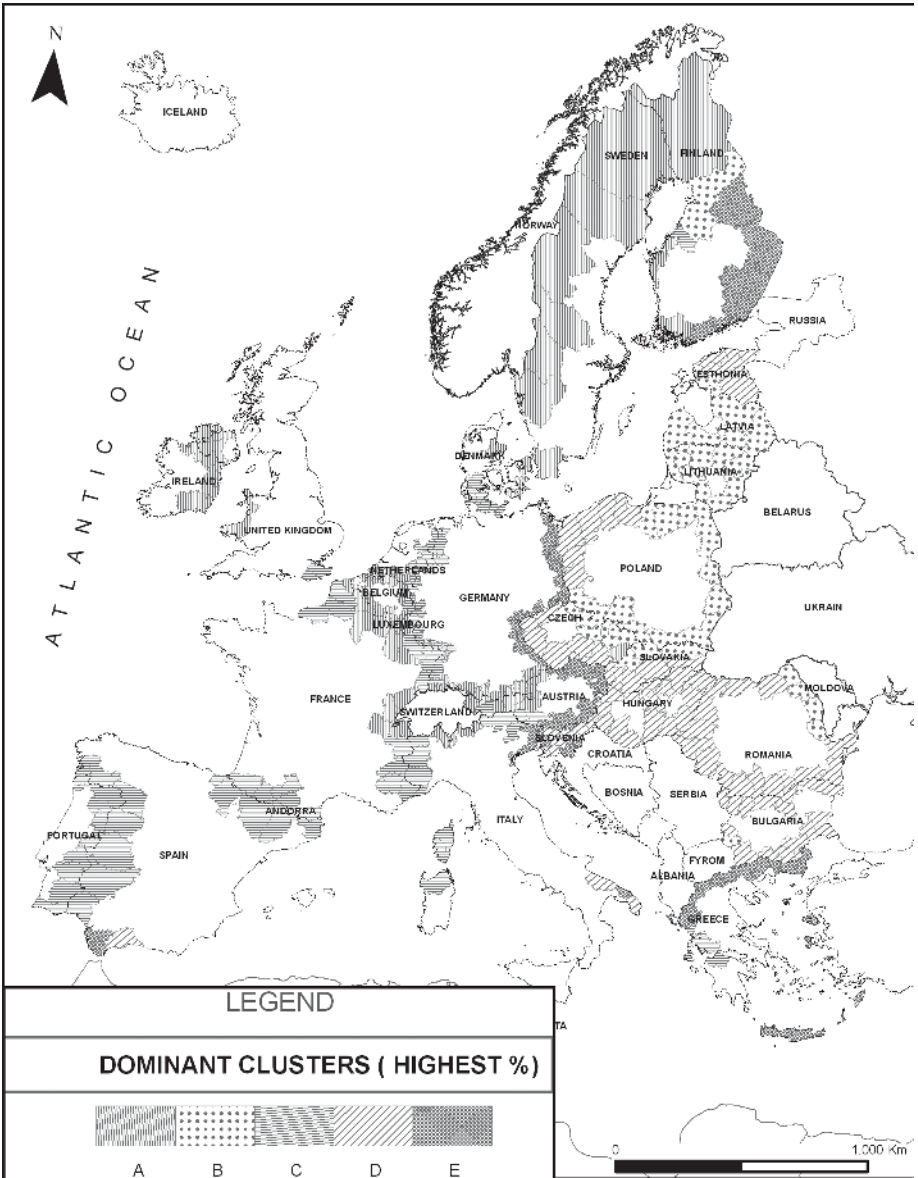 N
ICELAND
SWEDEN
FINLAND
NORWAY
RUSSIA
ATLANTIC OCEAN
ESTHONIA
LATVIA
DENMARK
LITHUANIA
IRELAND
UNITED KINGDOM
BELARUS
NETHERLANDS
POLAND
BELGIUM
GERMANY
UKRAIN
LUXEMBOURG
CZECH
SLOVAKIA
MOLDOVA
FRANCE
AUSTRIA
SWITZERLAND
HUNGARY
SLOVENIA
CROATIA
ROMANIA
BOSNIA
SERBIA
ANDORRA
ITALY
BULGARIA
PORTUGAL
SPAIN
FYROM
ALBANIA
GREECE
TA
LEGEND
DOMINANT CLUSTERS ( HIGHEST %)
A B C D E
0 1,000 Km